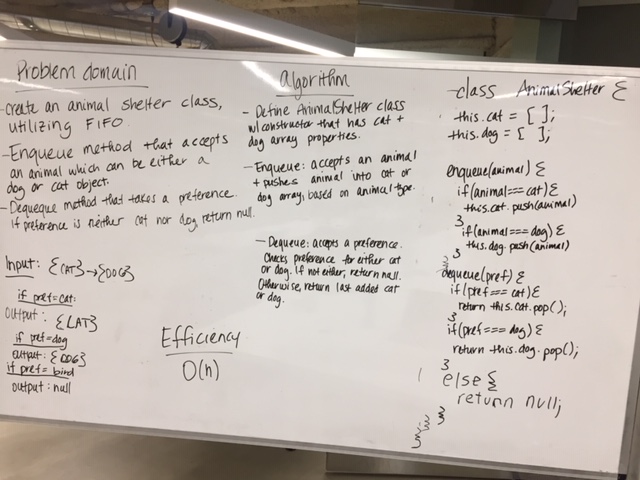 Problem domain
- Create an animal shelter class,
utilizing FIFO.
- Enqueue method that accepts
an animal which can be either a
dog or cat object.
- Dequeque method that takes a preference.
If preference is neither cat nor dog, return null.
Input: {CAT} → {DOG}
if pref=cat:
Output: {CAT}
if pref=dog
output: {DOG}
if pref= bird
output: null
Efficiency
O(n)
algorithm
- Define AnimalShelter class
w/ constructor that has cat +
dog array properties.
- Enqueue: accepts an animal
+ pushes animal into cat or
dog array, based on animal type.
- Dequeue: accepts a preference.
Checks preference for either cat
or dog. If not either, return null.
Otherwise, return last added cat
or dog.
- class AnimalShelter {
this.cat = [ ];
this.dog = [ ];
enqueue(animal) {
if(animal === cat){
this.cat.push(animal)
}
if(animal === dog){
this.dog.push(animal)
}
}
dequeue(pref) {
if(pref === cat){
return this.cat.pop();
}
if(pref === dog){
return this.dog.pop();
}
else{
return null;
}
}
}